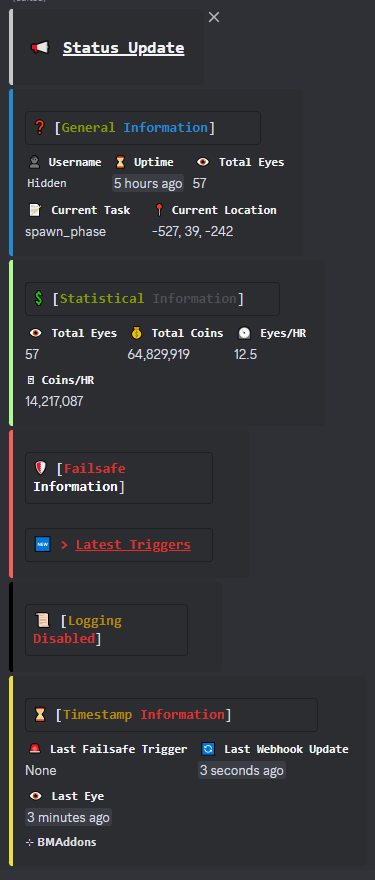 Status Update
[General Information]
Username Uptime Total Eyes
Hidden 5 hours ago 57
Current Task Current Location
spawn_phase -527, 39, -242
[Statistical Information]
Total Eyes Total Coins Eyes/HR
57 64,829,919 12.5
Coins/HR
14,217,087
[Failsafe
Information]
NEW > Latest Triggers
[Logging
Disabled]
[Timestamp Information]
Last Failsafe Trigger Last Webhook Update
None 3 seconds ago
Last Eye
3 minutes ago
⊹ BMAddons